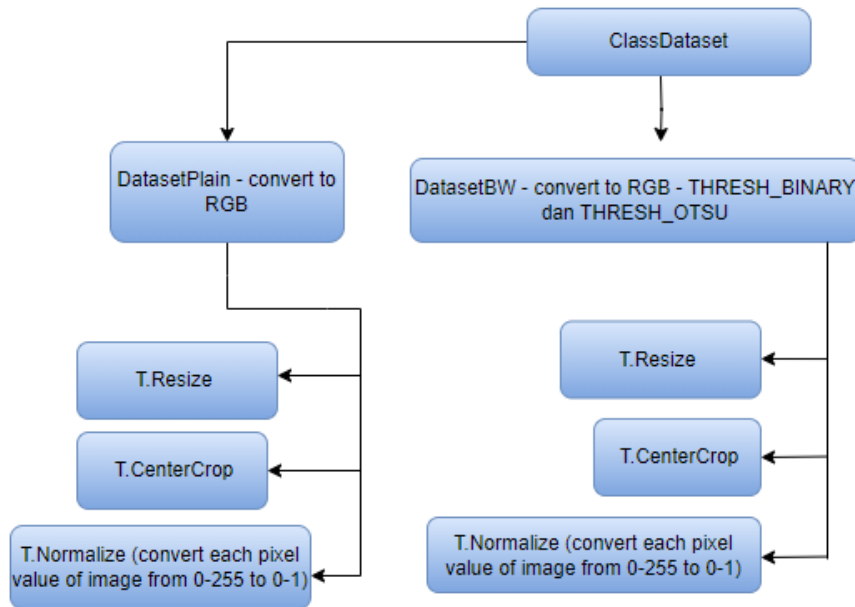 ClassDataset
DatasetPlain - convert to
RGB
DatasetBW - convert to RGB - THRESH_BINARY
dan THRESH_OTSU
T.Resize
T.CenterCrop
T.Normalize (convert each pixel
value of image from 0-255 to 0-1)
T.Resize
T.CenterCrop
T.Normalize (convert each pixel
value of image from 0-255 to 0-1)